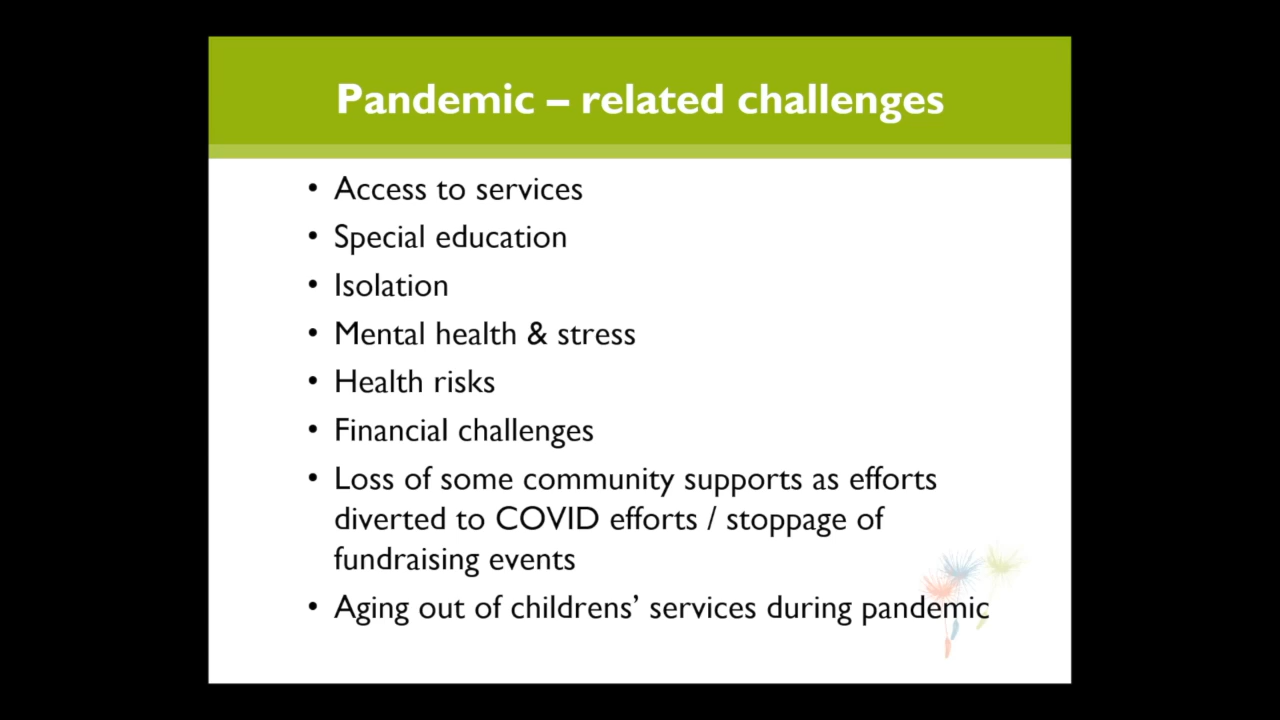 Pandemic – related challenges
• Access to services
• Special education
• Isolation
• Mental health & stress
• Health risks
• Financial challenges
• Loss of some community supports as efforts
diverted to COVID efforts / stoppage of
fundraising events
• Aging out of childrens’ services during pandemic